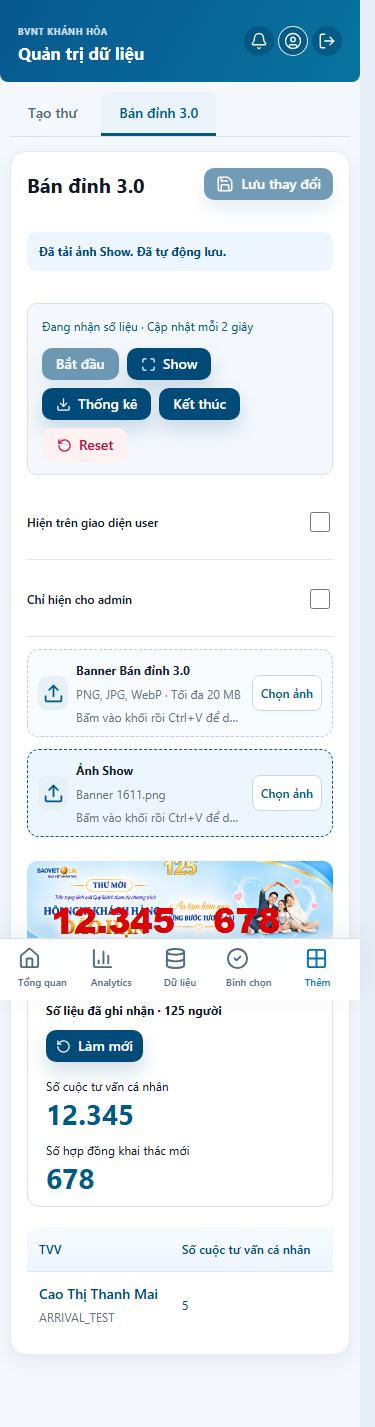 BVNT KHÁNH HÒA
Quản trị dữ liệu
Tạo thư
Bán đỉnh 3.0
Bán đỉnh 3.0
Lưu thay đổi
Đã tải ảnh Show. Đã tự động lưu.
Đang nhận số liệu · Cập nhật mỗi 2 giây
Bắt đầu
Show
Thống kê
Kết thúc
Reset
Hiện trên giao diện user
Chỉ hiện cho admin
Banner Bán đỉnh 3.0
PNG, JPG, WebP · Tối đa 20 MB
Bấm vào khối rồi Ctrl+V để d...
Chọn ảnh
Ảnh Show
Banner 1611.png
Bấm vào khối rồi Ctrl+V để d...
Chọn ảnh
BAOVIET Life
125
THƯ MỜI
HỘI NGHỊ KHÁCH HÀNG
12.345
678
Tổng quan
Analytics
Dữ liệu
Bình chọn
Thêm
Số liệu đã ghi nhận · 125 người
Làm mới
Số cuộc tư vấn cá nhân
12.345
Số hợp đồng khai thác mới
678
TVV
Số cuộc tư vấn cá nhân
Cao Thị Thanh Mai
ARRIVAL_TEST
5